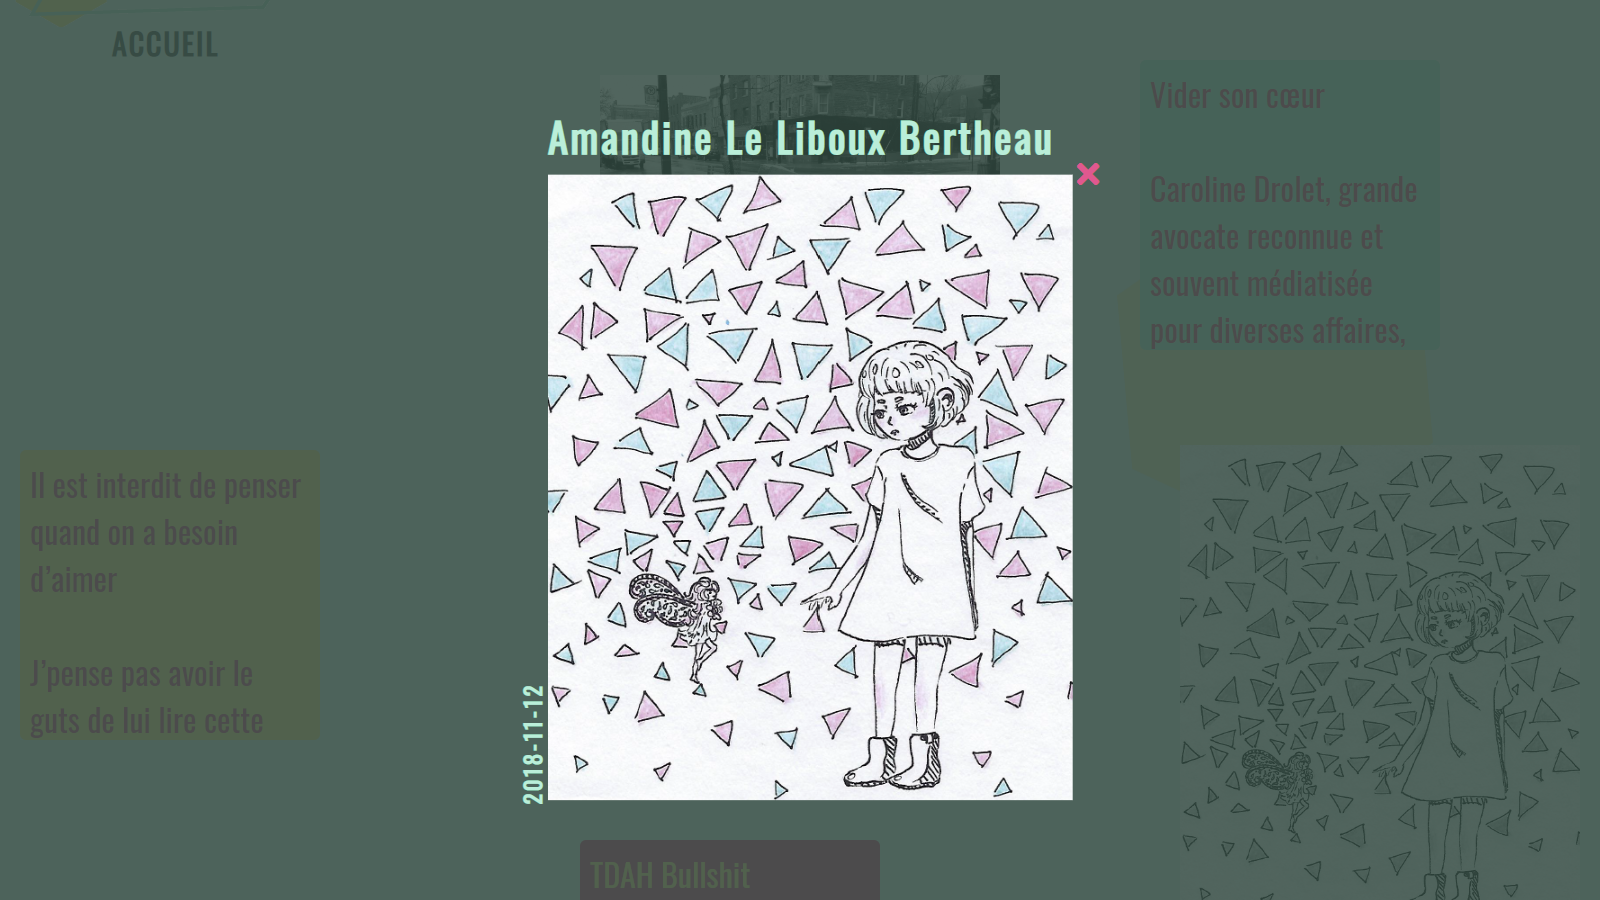 ACCUEIL
Amandine Le Liboux Bertheau
2018-11-12
Vider son cœur
Caroline Drolet, grande
avocate reconnue et
souvent médiatisée
pour diverses affaires,
Il est interdit de penser
quand on a besoin
d’aimer
J’pense pas avoir le
guts de lui lire cette
TDAH Bullshit